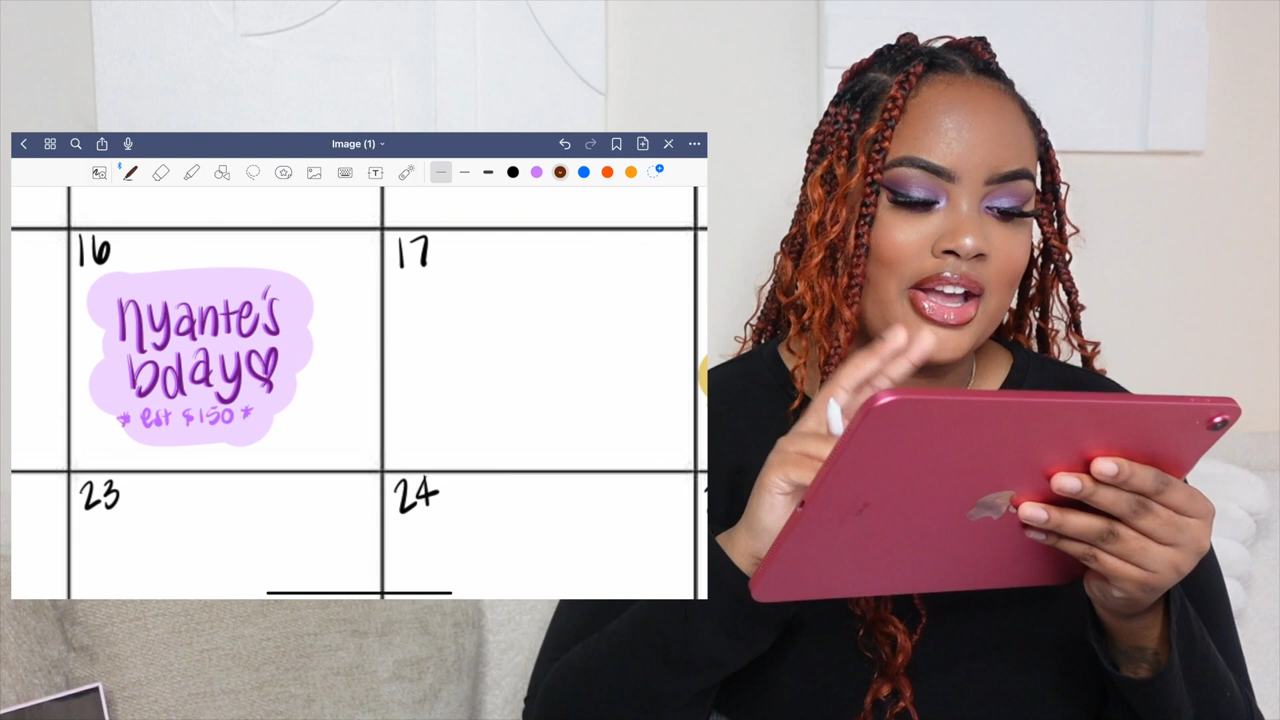 Image (1)
16
17
nyante's
bday♡
* est $150 *
23
24